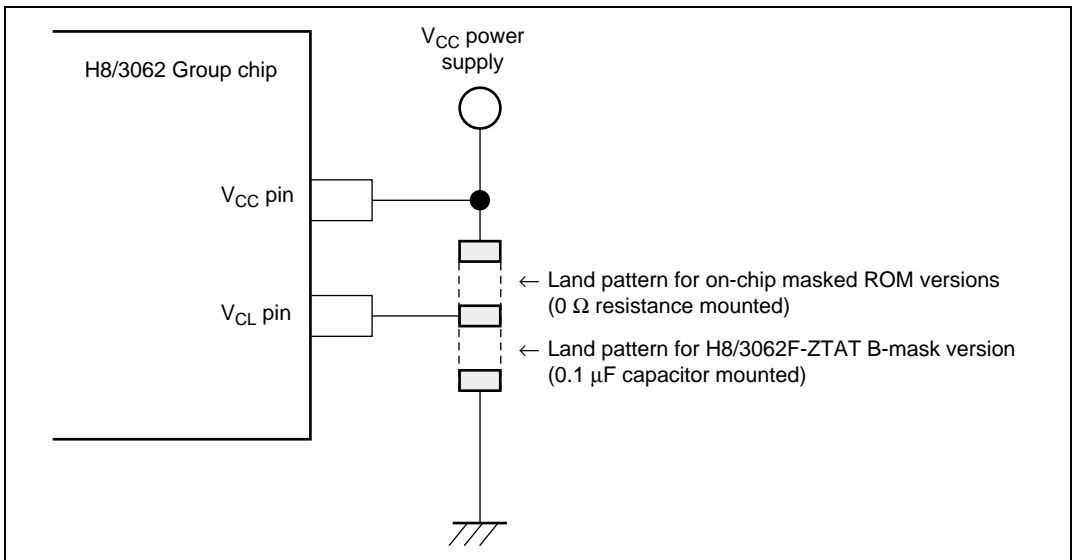 V_CC power
supply
H8/3062 Group chip
V_CC pin
← Land pattern for on-chip masked ROM versions
(0 Ω resistance mounted)
V_CL pin
← Land pattern for H8/3062F-ZTAT B-mask version
(0.1 μF capacitor mounted)